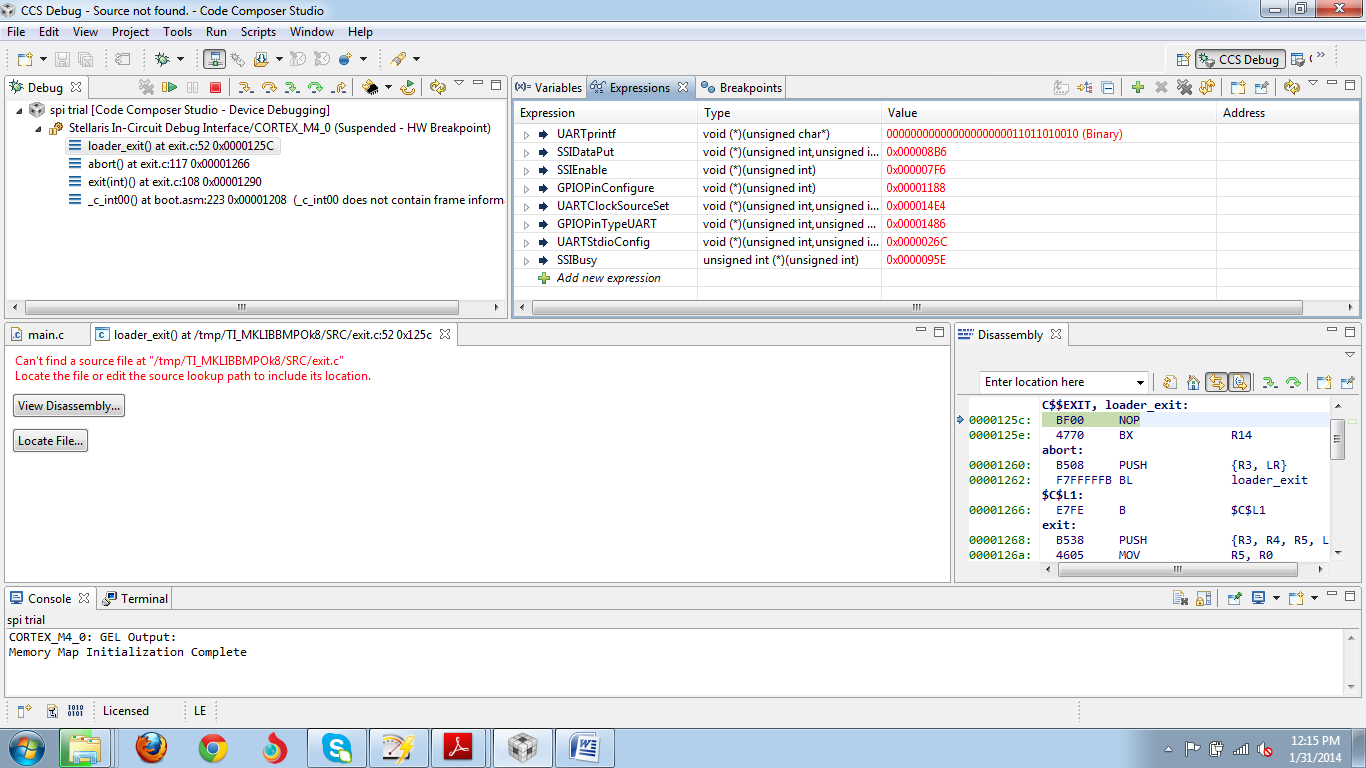 CCS Debug - Source not found. - Code Composer Studio
File Edit View Project Tools Run Scripts Window Help
CCS Debug
Debug
spi trial [Code Composer Studio - Device Debugging]
Stellaris In-Circuit Debug Interface/CORTEX_M4_0 (Suspended - HW Breakpoint)
loader_exit() at exit.c:52 0x0000125C
abort() at exit.c:117 0x00001266
exit(int)() at exit.c:108 0x00001290
_c_int00() at boot.asm:223 0x00001208 (_c_int00 does not contain frame inform
(x)= Variables Expressions Breakpoints
Expression Type Value Address
UARTprintf void (*)(unsigned char*) 00000000000000000000011011010010 (Binary)
SSIDataPut void (*)(unsigned int,unsigned i... 0x000008B6
SSIEnable void (*)(unsigned int) 0x000007F6
GPIOPinConfigure void (*)(unsigned int) 0x00001188
UARTClockSourceSet void (*)(unsigned int,unsigned i... 0x000014E4
GPIOPinTypeUART void (*)(unsigned int,unsigned ... 0x00001486
UARTStdioConfig void (*)(unsigned int,unsigned i... 0x0000026C
SSIBusy unsigned int (*)(unsigned int) 0x0000095E
Add new expression
main.c loader_exit() at /tmp/TI_MKLIBBMPOk8/SRC/exit.c:52 0x125c
Can't find a source file at "/tmp/TI_MKLIBBMPOk8/SRC/exit.c"
Locate the file or edit the source lookup path to include its location.
View Disassembly...
Locate File...
Disassembly
Enter location here
C$$EXIT, loader_exit:
0000125c: BF00 NOP
0000125e: 4770 BX R14
abort:
00001260: B508 PUSH {R3, LR}
00001262: F7FFFFFB BL loader_exit
$C$L1:
00001266: E7FE B $C$L1
exit:
00001268: B538 PUSH {R3, R4, R5, L
0000126a: 4605 MOV R5, R0
Console Terminal
spi trial
CORTEX_M4_0: GEL Output:
Memory Map Initialization Complete
1010
0101
Licensed LE
12:15 PM
1/31/2014